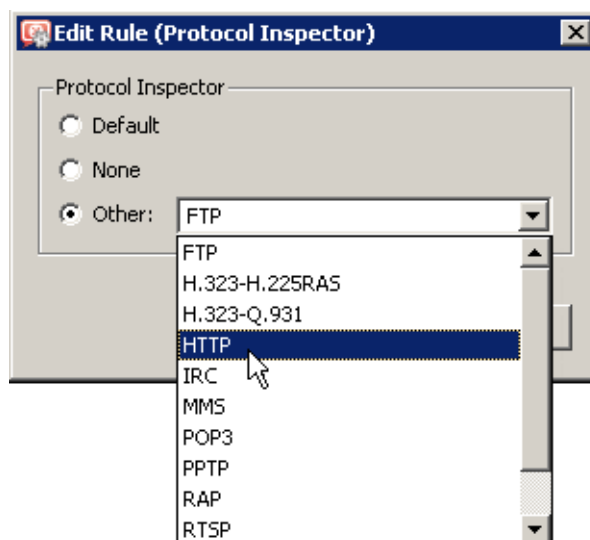 Edit Rule (Protocol Inspector)
Protocol Inspector
Default
None
Other: FTP
FTP
H.323-H.225RAS
H.323-Q.931
HTTP
IRC
MMS
POP3
PPTP
RAP
RTSP